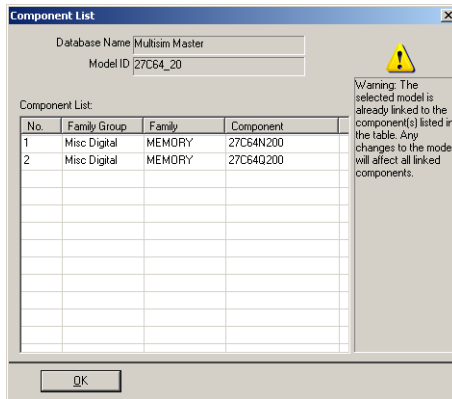 Component List
Database Name Multisim Master
Model ID 27C64_20
Warning: The
selected model is
already linked to the
component(s) listed in
the table. Any
changes to the mode
will affect all linked
components.
Component List:
No. Family Group Family Component
1 Misc Digital MEMORY 27C64N200
2 Misc Digital MEMORY 27C64Q200
OK